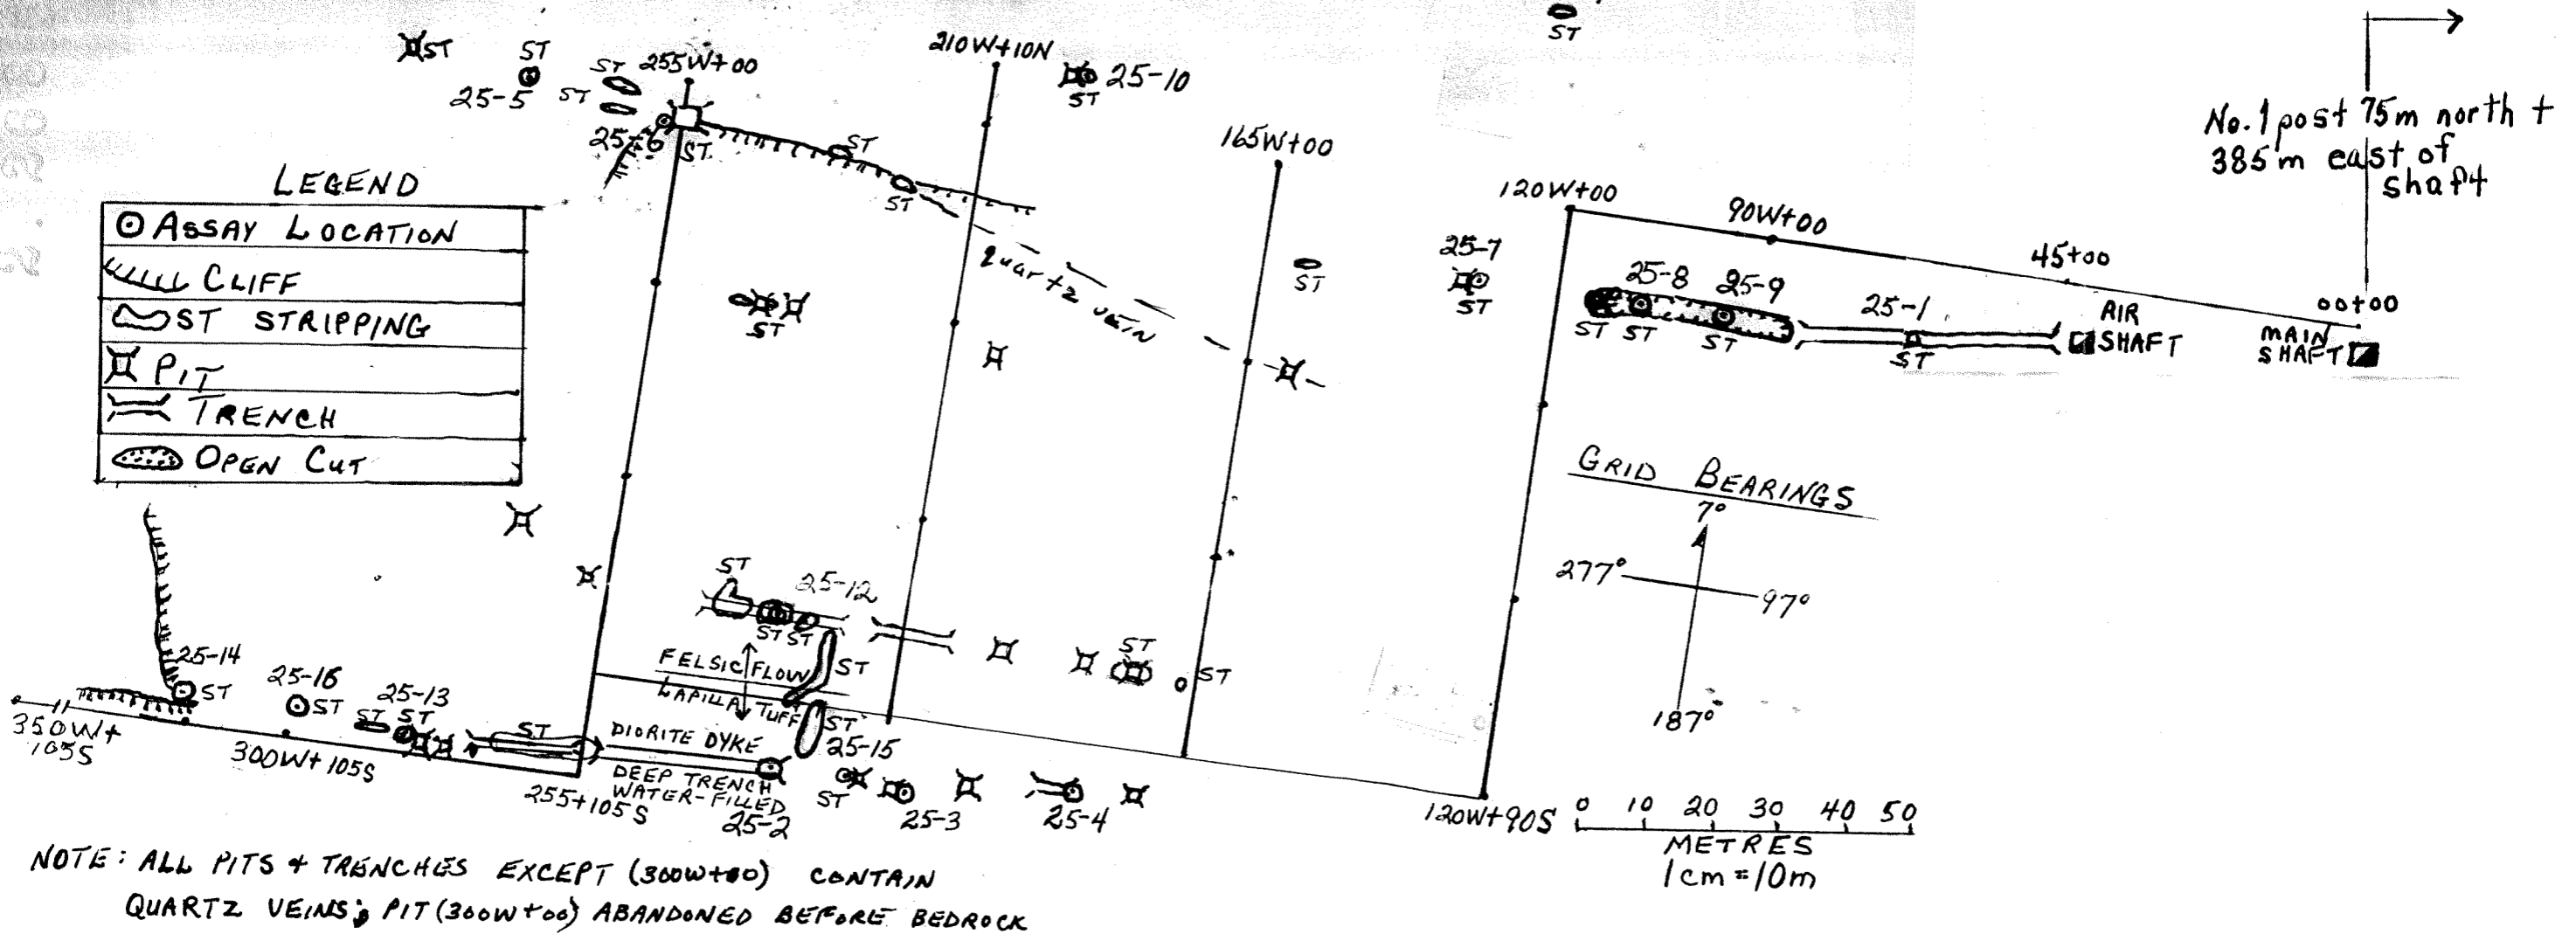 ST
ST
25-5
ST
ST
255W+00
25-6
ST
ST
ST
210W+10N
25-10
ST
ST
165W+00
Quartz vein
ST
120W+00
90W+00
45+00
00+00
No. 1 post 75m north +
385m east of
shaft
25-7
ST
25-8
25-9
ST
ST
ST
25-1
ST
AIR
SHAFT
MAIN
SHAFT
LEGEND
ASSAY LOCATION
CLIFF
ST STRIPPING
PIT
TRENCH
OPEN CUT
ST
GRID BEARINGS
7°
277°
97°
187°
ST
25-12
ST ST
FELSIC FLOW
LAPILLA TUFF
ST
ST
25-15
ST
ST
25-14
ST
25-16
ST
25-13
ST ST
ST
350W+
105S
300W+105S
255+105S
DIORITE DYKE
DEEP TRENCH
WATER-FILLED
25-2
ST
25-3
25-4
120W+90S
0 10 20 30 40 50
METRES
1cm=10m
NOTE: ALL PITS + TRENCHES EXCEPT (300W+00) CONTAIN
QUARTZ VEINS; PIT (300W+00) ABANDONED BEFORE BEDROCK